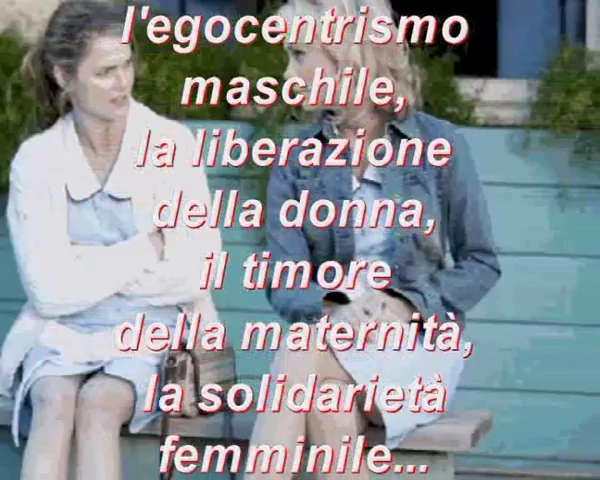 l'egocentrismo
maschile,
la liberazione
della donna,
il timore
della maternità,
la solidarietà
femminile...